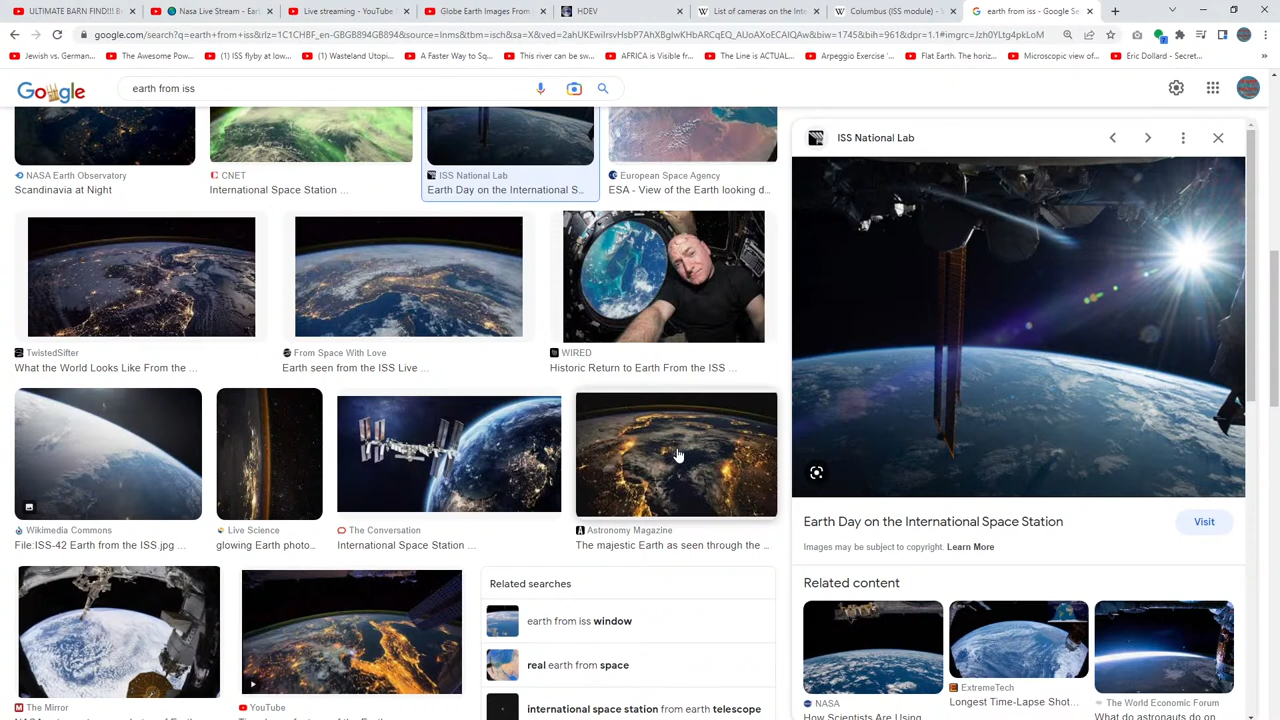 ULTIMATE BARN FIND!!! B
Nasa Live Stream - Eart
Live streaming - YouTube
Globe Earth Images From
HDEV
List of cameras on the Inte
Columbus (ISS module) - W
earth from iss - Google Se
google.com/search?q=earth+from+iss&rlz=1C1CHBF_en-GBGB894GB894&source=lnms&tbm=isch&sa=X&ved=2ahUKEwiIrsvHsbP7AhXBgIwKHbARCqEQ_AUoAXoECAIQAw&biw=1745&bih=961&dpr=1.1#imgrc=Jzh0YLtg4pkLoM
Jewish vs. German...
ISS flyby at low...
The Awesome Pow...
(1) ISS flyby at low...
(1) Wasteland Utopi...
A Faster Way to Sq...
This river can be sw...
AFRICA is Visible fr...
The Line is ACTUAL...
Arpeggio Exercise '...
Flat Earth. The horiz...
Microscopic view of...
Eric Dollard - Secret...
Google
earth from iss
NASA Earth Observatory
Scandinavia at Night
CNET
International Space Station ...
ISS National Lab
Earth Day on the International S...
European Space Agency
ESA - View of the Earth looking d...
TwistedSifter
What the World Looks Like From the ...
From Space With Love
Earth seen from the ISS Live ...
WIRED
Historic Return to Earth From the ISS ...
Wikimedia Commons
File:ISS-42 Earth from the ISS.jpg ...
Live Science
glowing Earth photo...
The Conversation
International Space Station ...
Astronomy Magazine
The majestic Earth as seen through the ...
The Mirror
YouTube
Related searches
earth from iss window
real earth from space
international space station from earth telescope
ISS National Lab
Earth Day on the International Space Station
Visit
Images may be subject to copyright. Learn More
Related content
NASA
How Scientists Are Using
ExtremeTech
Longest Time-Lapse Shot...
The World Economic Forum
What do astronauts do on